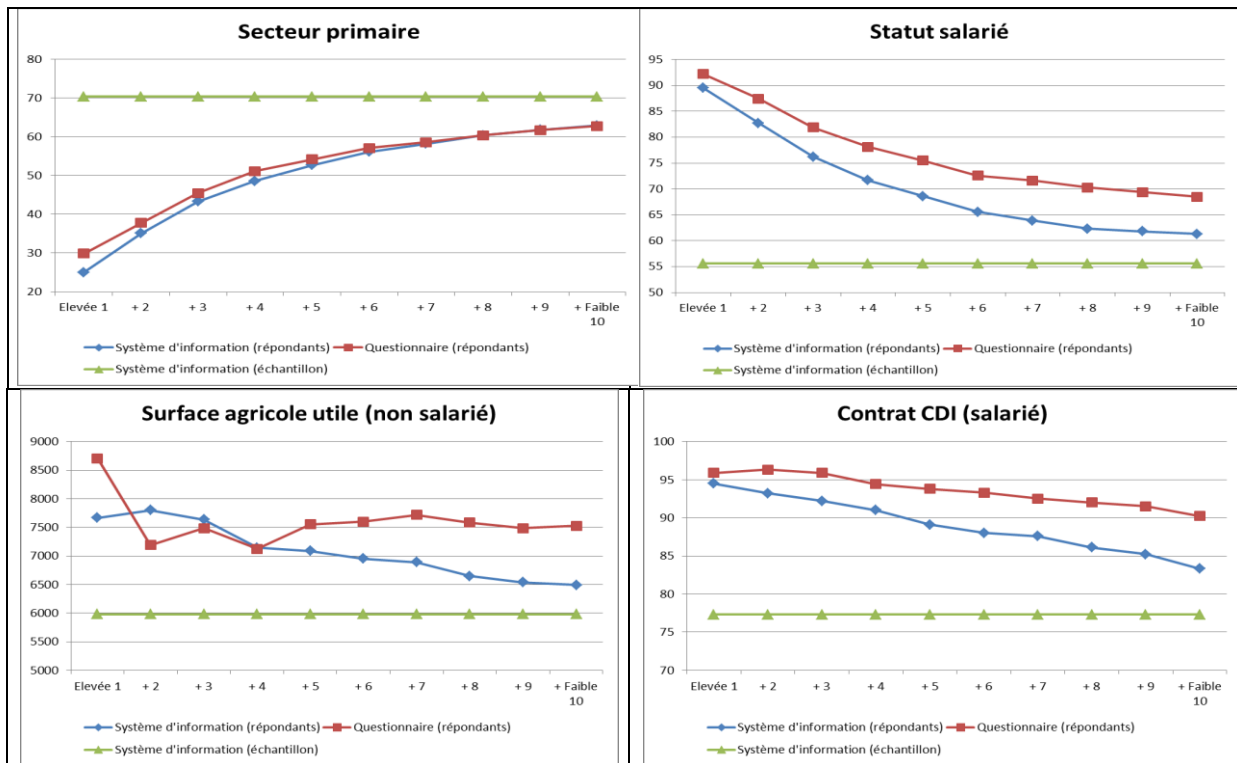 Secteur primaire
80
70
60
50
40
30
20
Elevée 1 + 2 + 3 + 4 + 5 + 6 + 7 + 8 + 9 + Faible
10
Système d'information (répondants) Questionnaire (répondants)
Système d'information (échantillon)
Statut salarié
95
90
85
80
75
70
65
60
55
50
Elevée 1 + 2 + 3 + 4 + 5 + 6 + 7 + 8 + 9 + Faible
10
Système d'information (répondants) Questionnaire (répondants)
Système d'information (échantillon)
Surface agricole utile (non salarié)
9000
8500
8000
7500
7000
6500
6000
5500
5000
Elevée 1 + 2 + 3 + 4 + 5 + 6 + 7 + 8 + 9 + Faible
10
Système d'information (répondants) Questionnaire (répondants)
Système d'information (échantillon)
Contrat CDI (salarié)
100
95
90
85
80
75
70
Elevée 1 + 2 + 3 + 4 + 5 + 6 + 7 + 8 + 9 + Faible
10
Système d'information (répondants) Questionnaire (répondants)
Système d'information (échantillon)